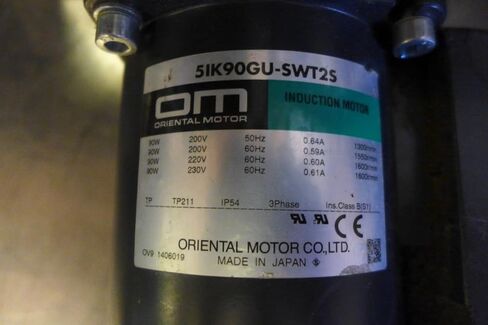 5IK90GU-SWT2S
OM
ORIENTAL MOTOR
INDUCTION MOTOR
90W 200V 50Hz 0.64A 1300r/min
90W 200V 60Hz 0.59A 1550r/min
90W 220V 60Hz 0.60A 1600r/min
90W 230V 60Hz 0.61A 1600r/min
TP TP211 IP54 3Phase Ins.Class B(S1)
CE
ORIENTAL MOTOR CO.,LTD.
MADE IN JAPAN
OV9 1406019